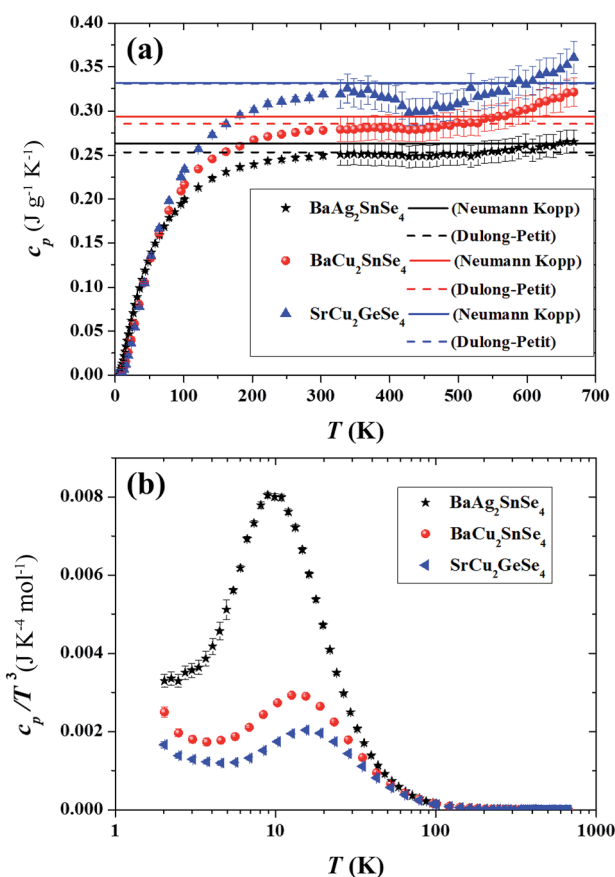 (a)
0.40
0.35
0.30
0.25
0.20
0.15
0.10
0.05
0.00
c_p (J g⁻¹ K⁻¹)
BaAg₂SnSe₄ (Neumann Kopp)
(Dulong-Petit)
BaCu₂SnSe₄ (Neumann Kopp)
(Dulong-Petit)
SrCu₂GeSe₄ (Neumann Kopp)
(Dulong-Petit)
0 100 200 300 400 500 600 700
T (K)
(b)
0.008
0.006
0.004
0.002
0.000
c_p/T³ (J K⁻⁴ mol⁻¹)
BaAg₂SnSe₄
BaCu₂SnSe₄
SrCu₂GeSe₄
1 10 100 1000
T (K)